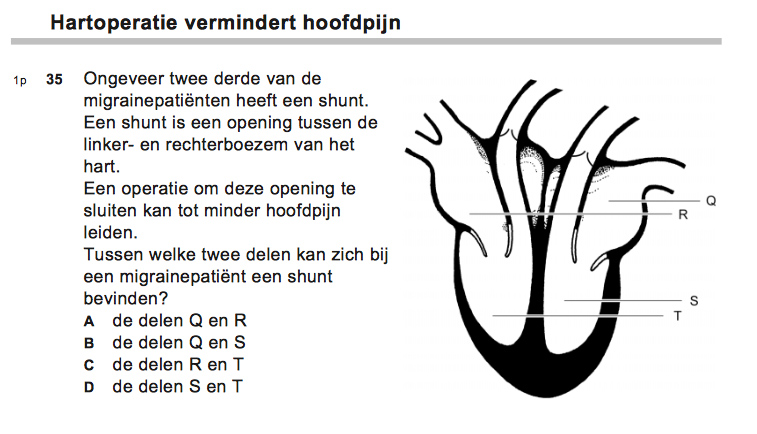 Hartoperatie vermindert hoofdpijn
1p 35 Ongeveer twee derde van de
migrainepatiënten heeft een shunt.
Een shunt is een opening tussen de
linker- en rechterboezem van het
hart.
Een operatie om deze opening te
sluiten kan tot minder hoofdpijn
leiden.
Tussen welke twee delen kan zich bij
een migrainepatiënt een shunt
bevinden?
A de delen Q en R
B de delen Q en S
C de delen R en T
D de delen S en T
Q
R
S
T